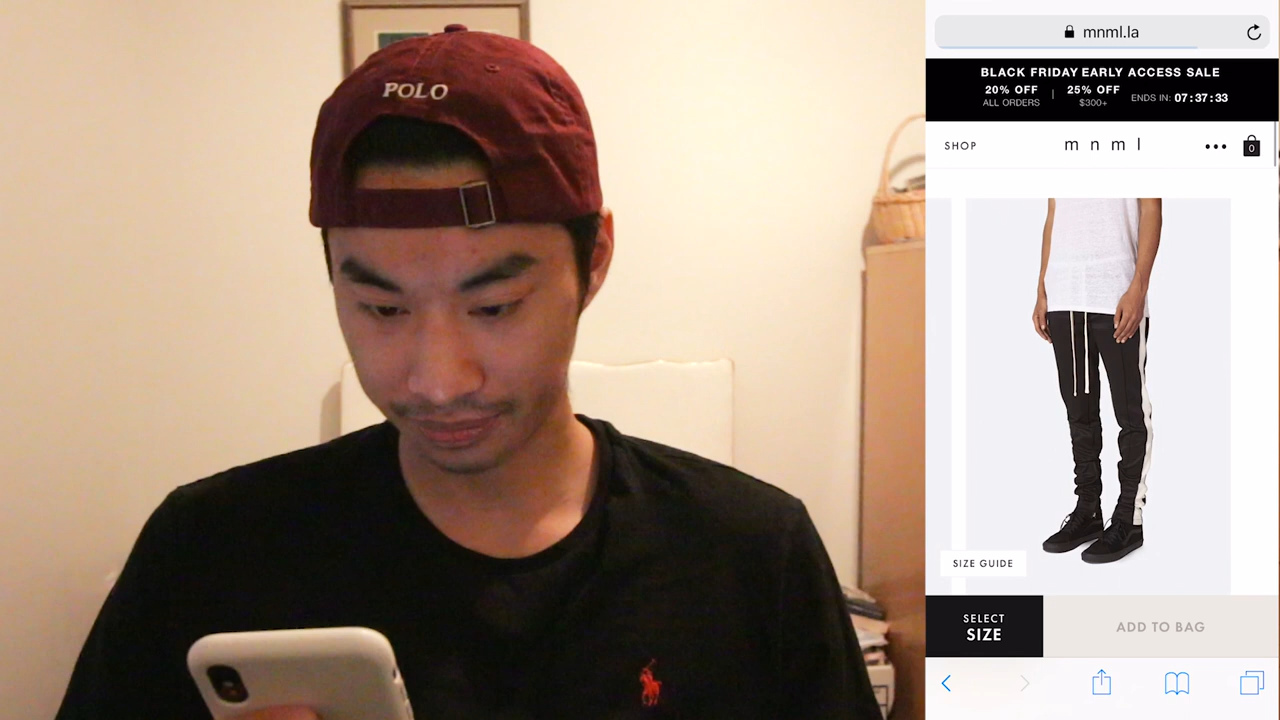 POLO
mnml.la
BLACK FRIDAY EARLY ACCESS SALE
20% OFF | 25% OFF ENDS IN: 07:37:33
ALL ORDERS $300+
SHOP mnml 0
SIZE GUIDE
SELECT
SIZE
ADD TO BAG